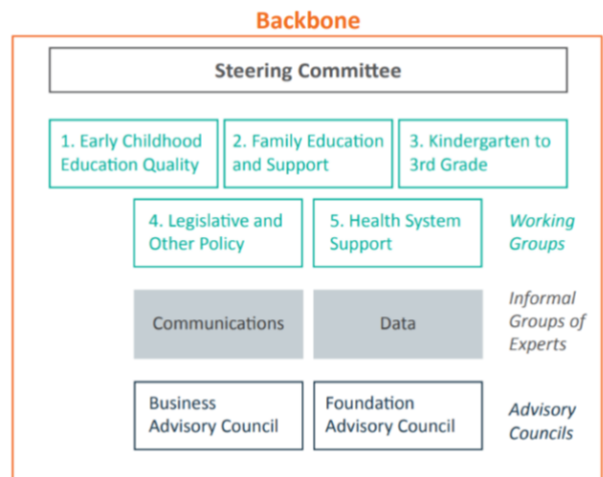 Backbone
Steering Committee
1. Early Childhood
Education Quality
2. Family Education
and Support
3. Kindergarten to
3rd Grade
4. Legislative and
Other Policy
5. Health System
Support
Working
Groups
Communications
Data
Informal
Groups of
Experts
Business
Advisory Council
Foundation
Advisory Council
Advisory
Councils